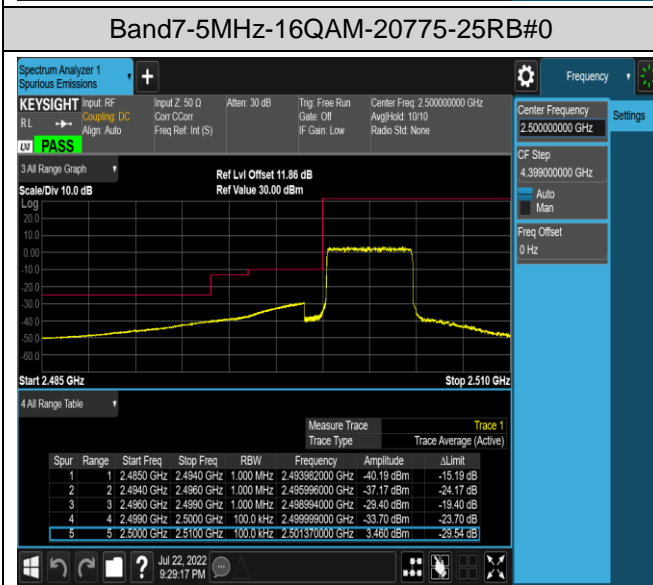 Band7-5MHz-16QAM-20775-25RB#0
Spectrum Analyzer 1
Spurious Emissions
Frequency
KEYSIGHT Input: RF Input Z: 50 Ω Atten: 30 dB Trig: Free Run Center Freq: 2.500000000 GHz
RL Coupling: DC Corr CCorr Gate: Off Avg|Hold: 10/10
Align: Auto Freq Ref: Int (S) IF Gain: Low Radio Std: None
LXI PASS
Center Frequency
2.500000000 GHz
Settings
CF Step
4.399000000 GHz
Auto
Man
Freq Offset
0 Hz
3 All Range Graph
Ref Lvl Offset 11.86 dB
Scale/Div 10.0 dB Ref Value 30.00 dBm
Log
20.0
10.0
0.00
-10.0
-20.0
-30.0
-40.0
-50.0
-60.0
Start 2.485 GHz Stop 2.510 GHz
4 All Range Table
Measure Trace Trace 1
Trace Type Trace Average (Active)
Spur Range Start Freq Stop Freq RBW Frequency Amplitude ΔLimit
1 1 2.4850 GHz 2.4940 GHz 1.000 MHz 2.493982000 GHz -40.19 dBm -15.19 dB
2 2 2.4940 GHz 2.4960 GHz 1.000 MHz 2.495996000 GHz -37.17 dBm -24.17 dB
3 3 2.4960 GHz 2.4990 GHz 1.000 MHz 2.498994000 GHz -29.40 dBm -19.40 dB
4 4 2.4990 GHz 2.5000 GHz 100.0 kHz 2.499999000 GHz -33.70 dBm -23.70 dB
5 5 2.5000 GHz 2.5100 GHz 100.0 kHz 2.501370000 GHz 3.460 dBm -29.54 dB
Jul 22, 2022
9:29:17 PM